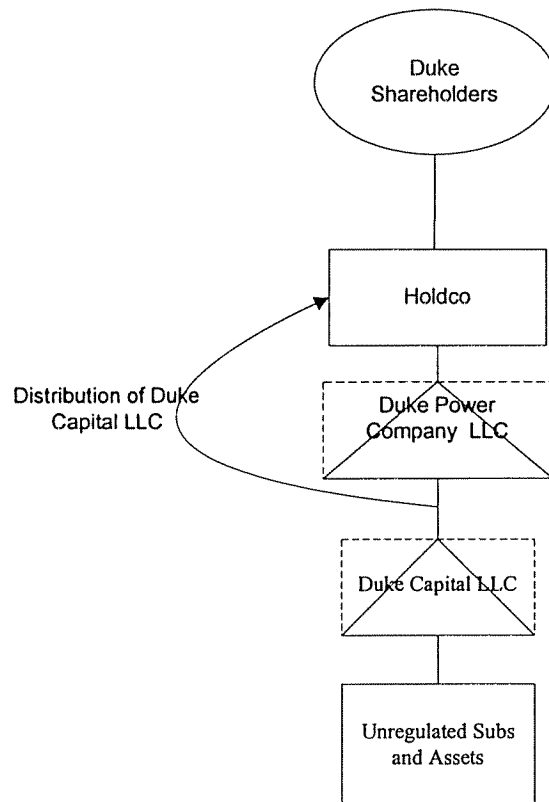 Duke
Shareholders
Holdco
Distribution of Duke
Capital LLC
Duke Power
Company LLC
Duke Capital LLC
Unregulated Subs
and Assets